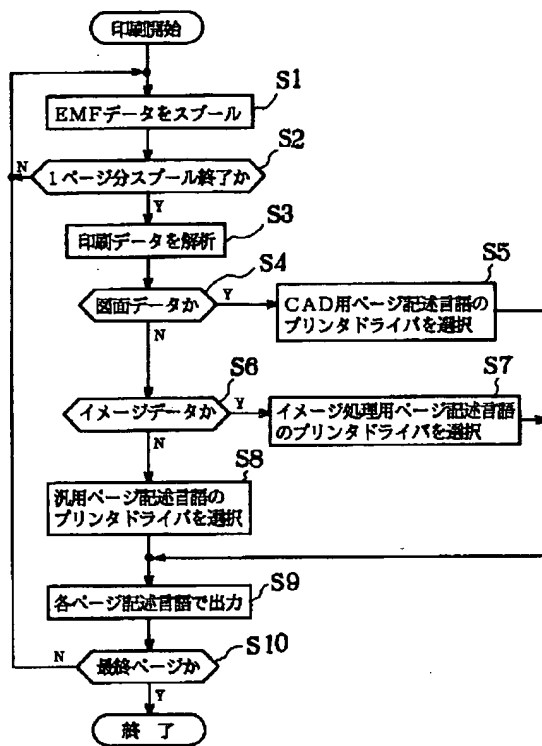 印刷開始
S1
EMFデータをスプール
S2
N
1ページ分スプール終了か
Y
S3
印刷データを解析
S4
図面データか
Y
S5
CAD用ページ記述言語の
プリンタドライバを選択
N
S6
イメージデータか
Y
S7
イメージ処理用ページ記述言語
のプリンタドライバを選択
N
S8
汎用ページ記述言語の
プリンタドライバを選択
S9
各ページ記述言語で出力
S10
N
最終ページか
Y
終 了